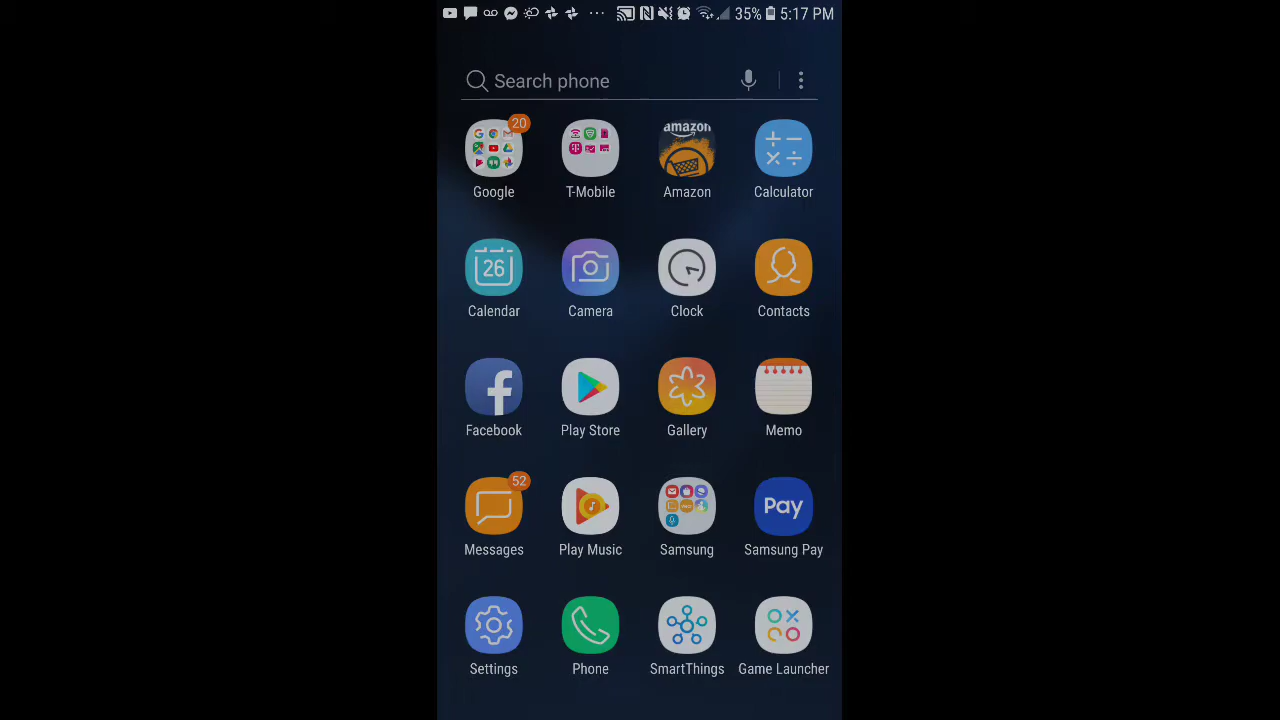 35% 5:17 PM
Search phone
20
amazon
Google T-Mobile Amazon Calculator
26
Calendar Camera Clock Contacts
Facebook Play Store Gallery Memo
52
Pay
Messages Play Music Samsung Samsung Pay
Settings Phone SmartThings Game Launcher